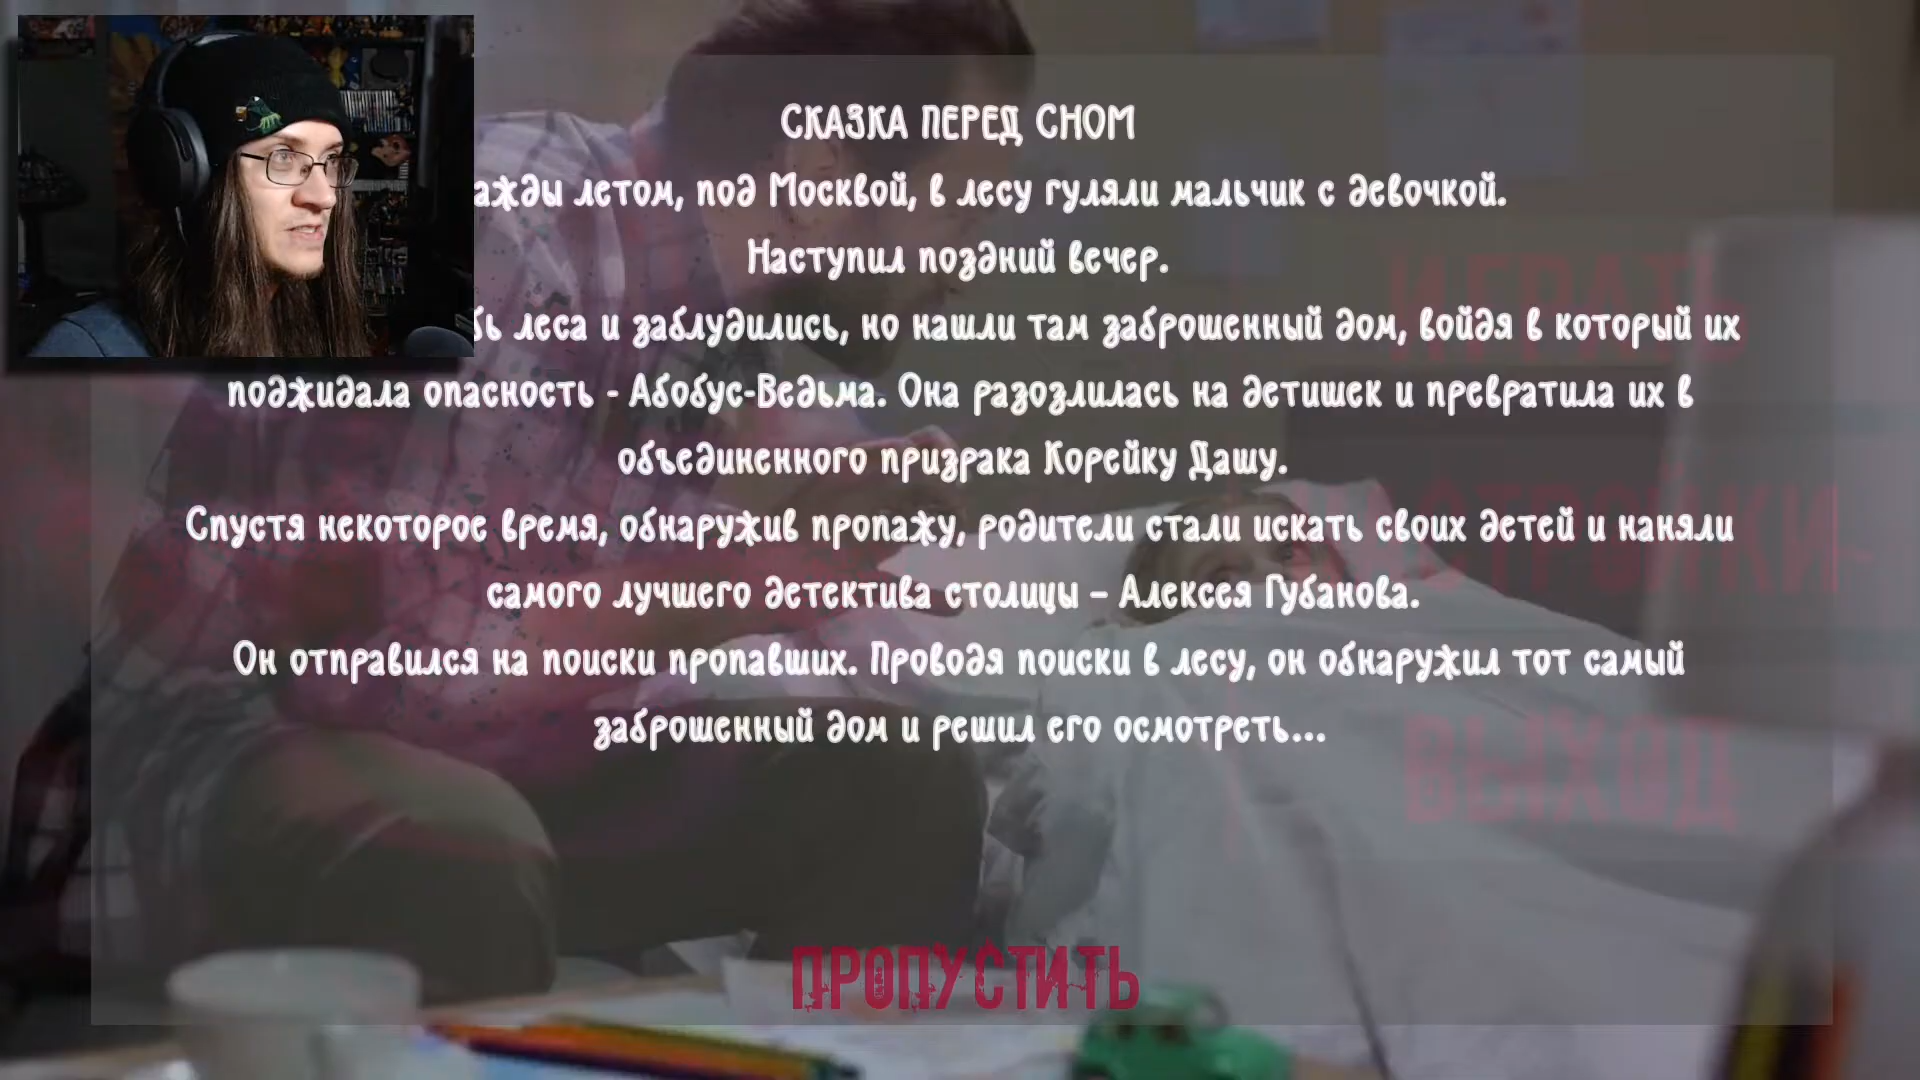 СКАЗКА ПЕРЕД СНОМ
летом, под Москвой, в лесу гуляли мальчик с девочкой.
Наступил поздний вечер.
леса и заблудились, но нашли там заброшенный дом, войдя в который их
поджидала опасность - Абобус-Ведьма. Она разозлилась на детишек и превратила их в
объединенного призрака Корейку Дашу.
Спустя некоторое время, обнаружив пропажу, родители стали искать своих детей и наняли
самого лучшего детектива столицы – Алексея Губанова.
Он отправился на поиски пропавших. Проводя поиски в лесу, он обнаружил тот самый
заброшенный дом и решил его осмотреть...
ИГРАТЬ
НАСТРОЙКИ
ВЫХОД
ПРОПУСТИТЬ